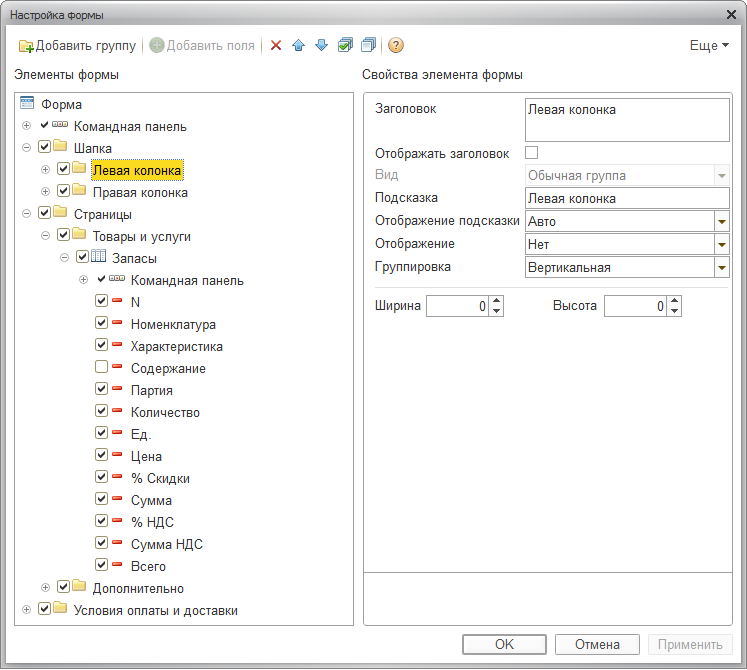 Настройка формы
Добавить группу Добавить поля ? Еще
Элементы формы
Свойства элемента формы
Форма
Командная панель
Шапка
Левая колонка
Правая колонка
Страницы
Товары и услуги
Запасы
Командная панель
N
Номенклатура
Характеристика
Содержание
Партия
Количество
Ед.
Цена
% Скидки
Сумма
% НДС
Сумма НДС
Всего
Дополнительно
Условия оплаты и доставки
Заголовок Левая колонка
Отображать заголовок
Вид Обычная группа
Подсказка Левая колонка
Отображение подсказки Авто
Отображение Нет
Группировка Вертикальная
Ширина 0 Высота 0
OK Отмена Применить